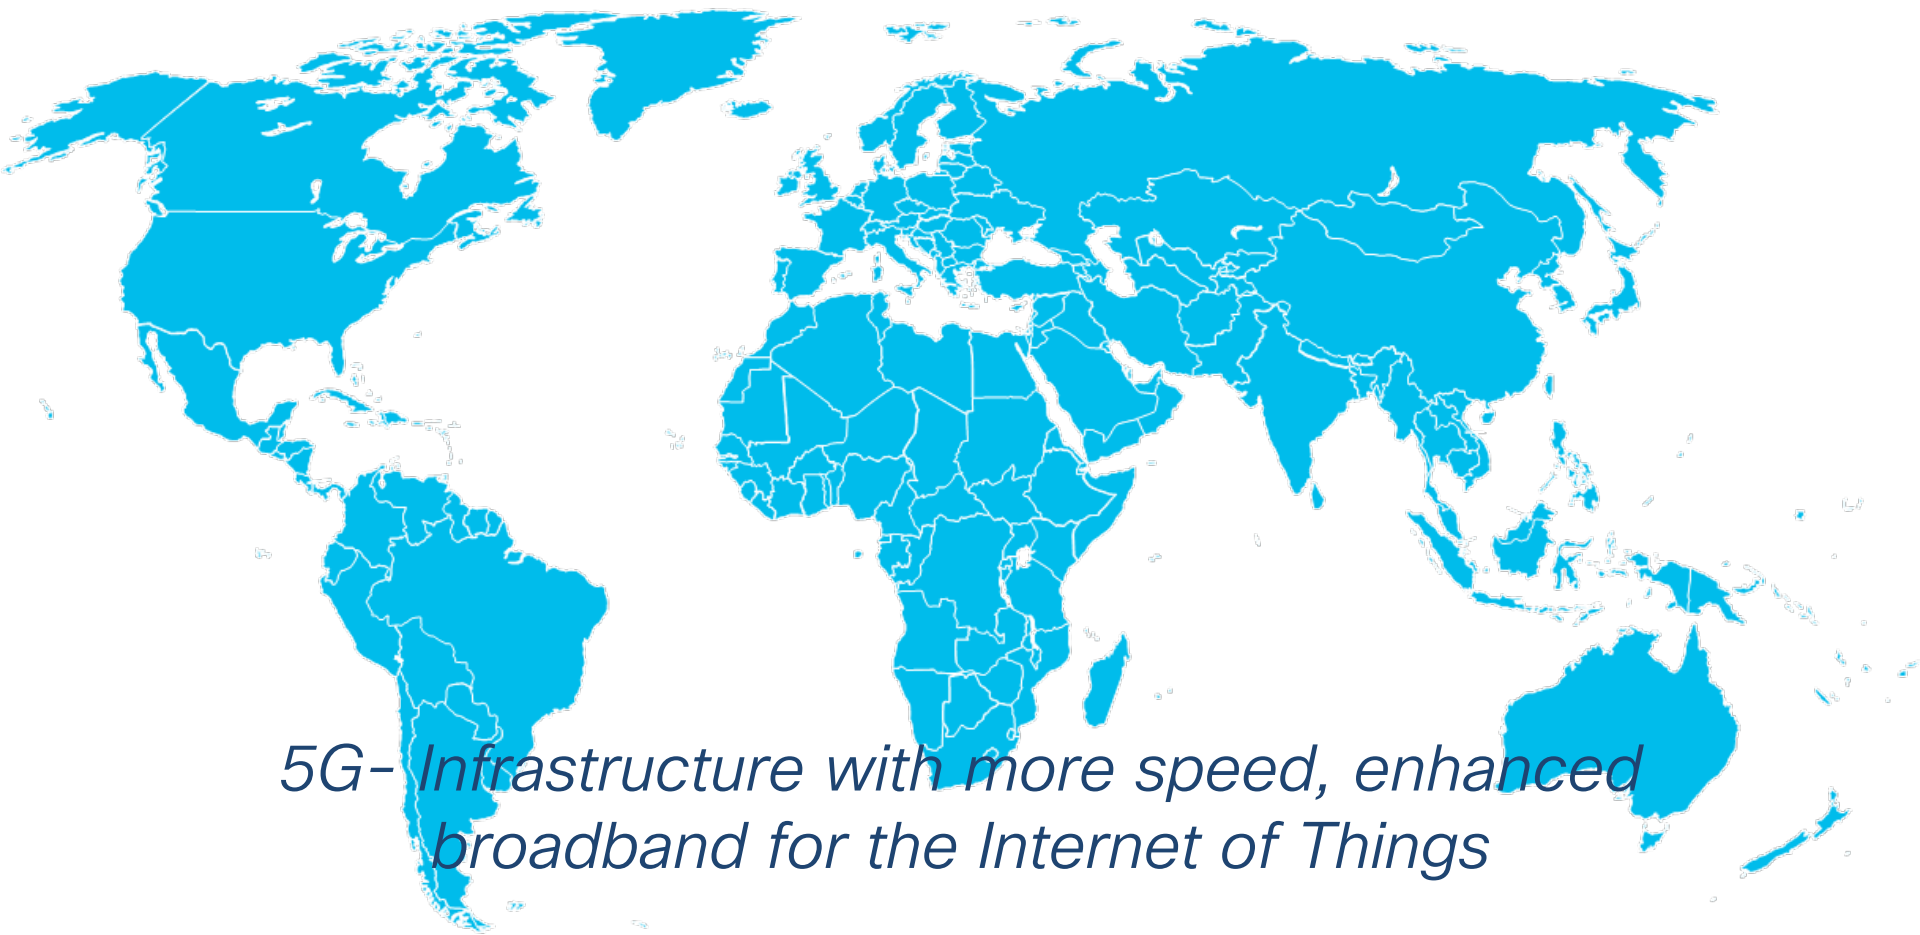 5G- Infrastructure with more speed, enhanced
broadband for the Internet of Things